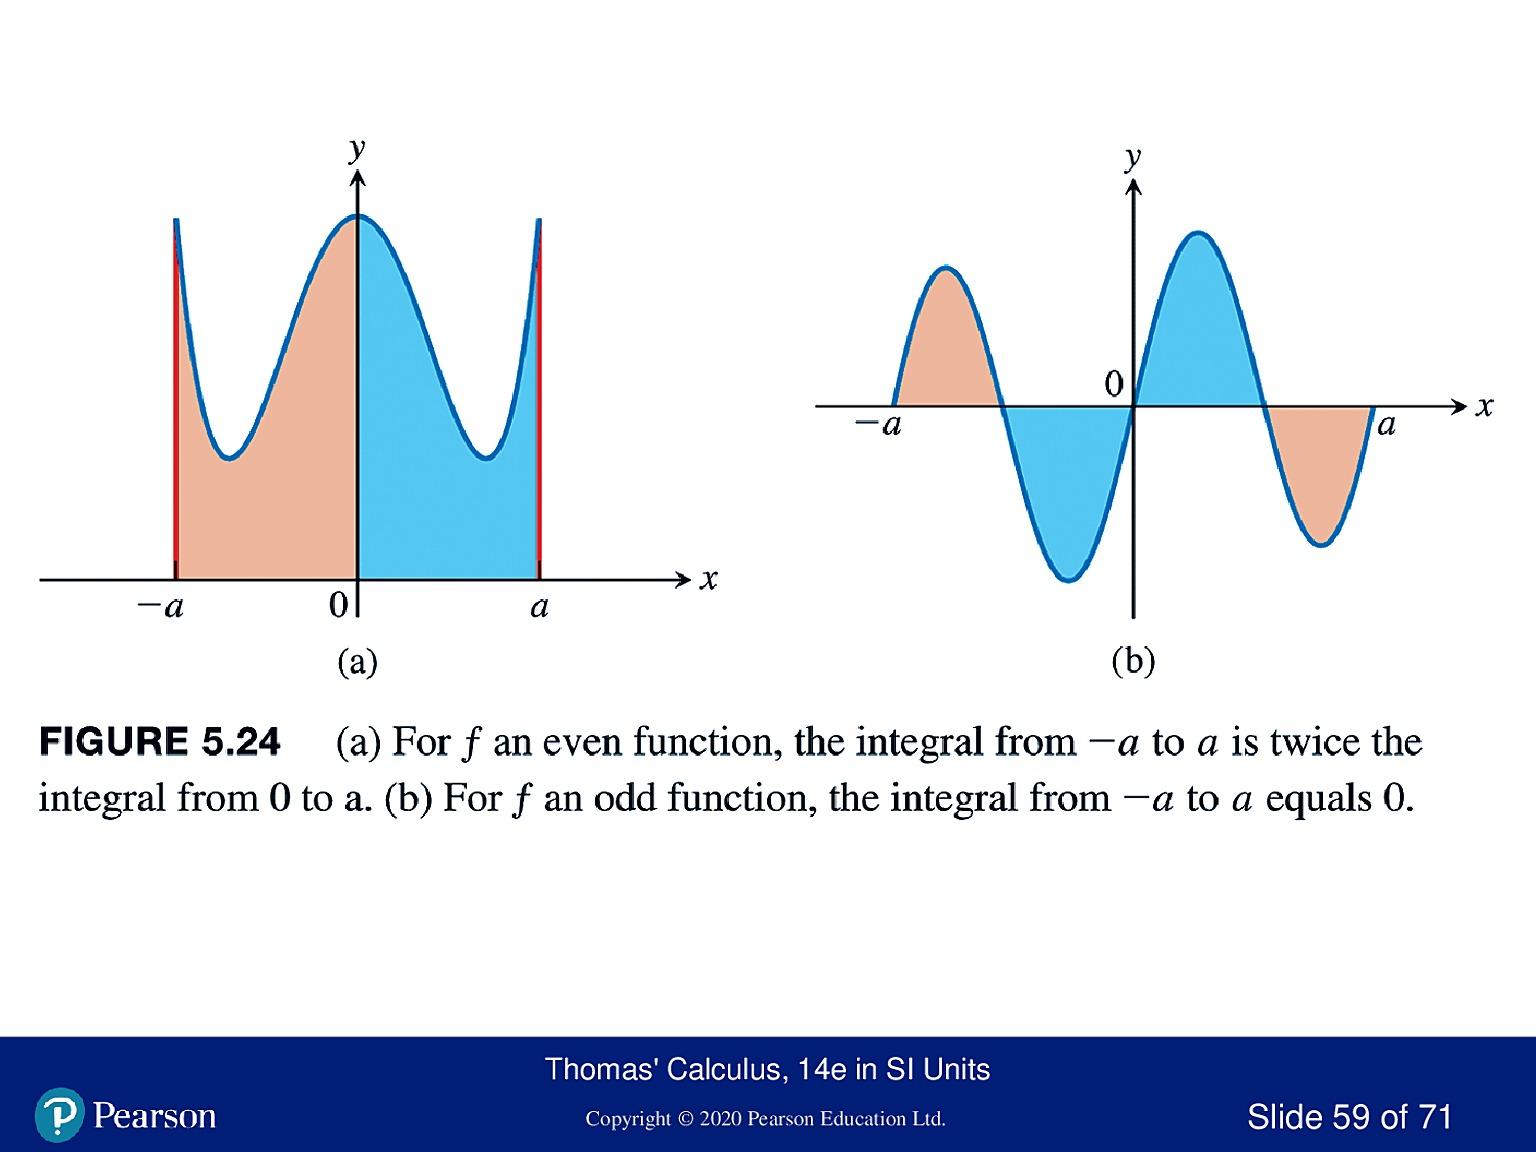 y
x
−a
0
a
(a)
y
x
0
−a
a
(b)
FIGURE 5.24 (a) For f an even function, the integral from −a to a is twice the
integral from 0 to a. (b) For f an odd function, the integral from −a to a equals 0.
Thomas' Calculus, 14e in SI Units
Pearson
Copyright © 2020 Pearson Education Ltd.
Slide 59 of 71